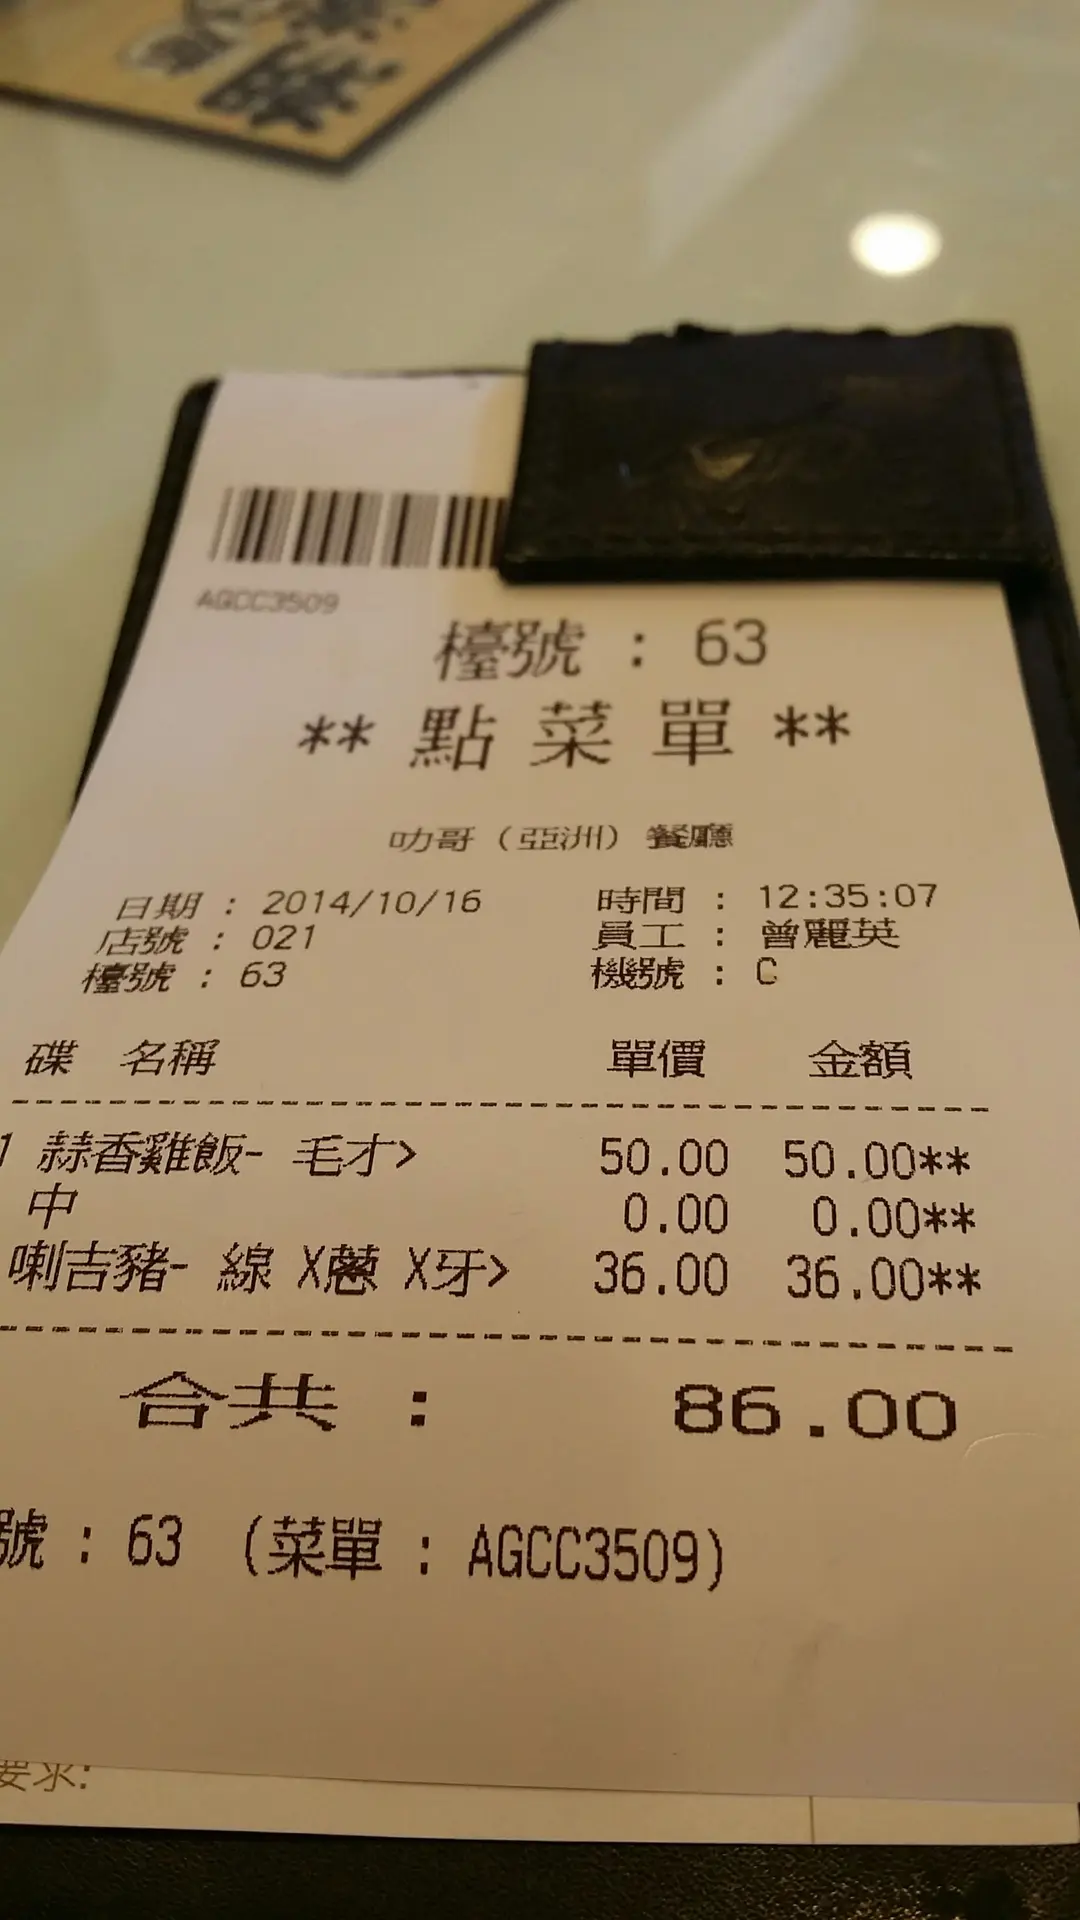 AGCC3509
檯號 : 63
** 點 菜 單 **
叻哥 (亞洲) 餐廳
日期 : 2014/10/16 時間 : 12:35:07
店號 : 021 員工 : 曾麗英
檯號 : 63 機號 : C
碟 名稱 單價 金額
1 蒜香雞飯- 毛才> 50.00 50.00**
中 0.00 0.00**
喇吉豬- 線 X蔥 X牙> 36.00 36.00**
合共 : 86.00
號 : 63 (菜單 : AGCC3509)
要求: